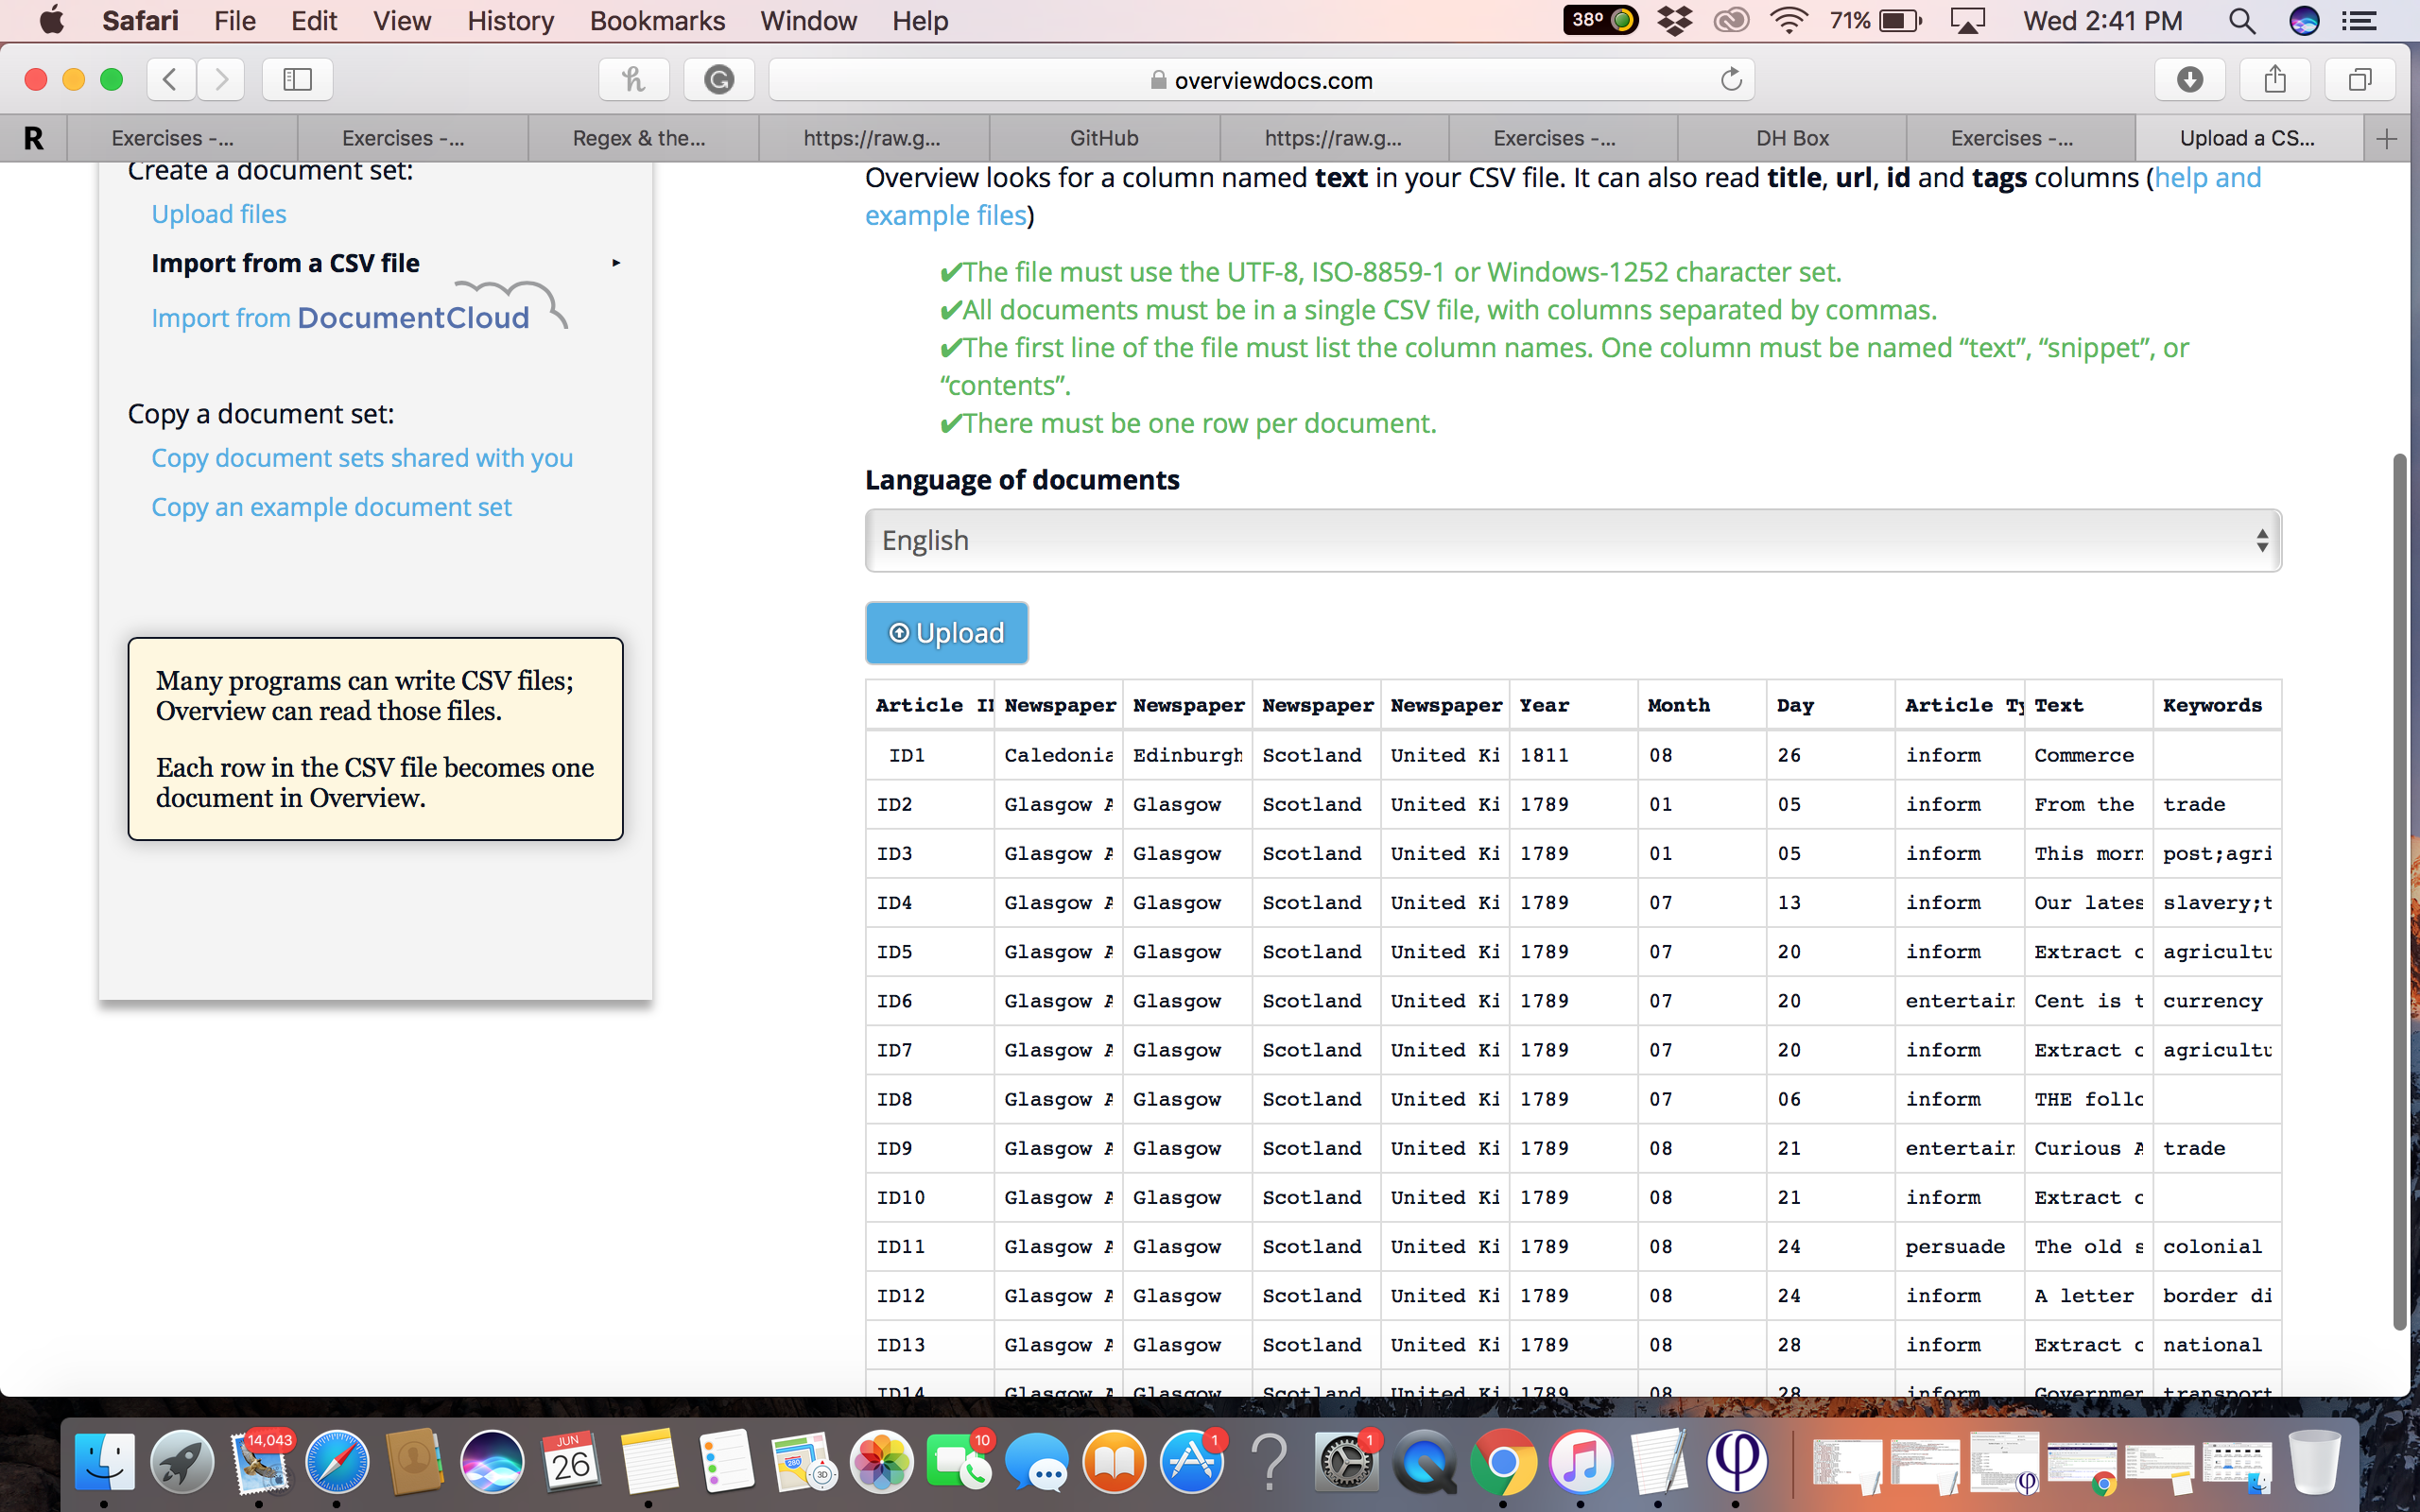 Safari File Edit View History Bookmarks Window Help 38º 71% Wed 2:41 PM
overviewdocs.com
R Exercises -... Exercises -... Regex & the... https://raw.g... GitHub https://raw.g... Exercises -... DH Box Exercises -... Upload a CS...
Create a document set:
Upload files
Import from a CSV file
Import from DocumentCloud
Copy a document set:
Copy document sets shared with you
Copy an example document set
Many programs can write CSV files;
Overview can read those files.
Each row in the CSV file becomes one
document in Overview.
Overview looks for a column named text in your CSV file. It can also read title, url, id and tags columns (help and
example files)
✔The file must use the UTF-8, ISO-8859-1 or Windows-1252 character set.
✔All documents must be in a single CSV file, with columns separated by commas.
✔The first line of the file must list the column names. One column must be named “text”, “snippet”, or
“contents”.
✔There must be one row per document.
Language of documents
English
Upload
Article Newspaper Newspaper Newspaper Newspaper Year Month Day Article Text Keywords
ID1 Caledonia Edinburgh Scotland United Ki 1811 08 26 inform Commerce
ID2 Glasgow Glasgow Scotland United Ki 1789 01 05 inform From the trade
ID3 Glasgow Glasgow Scotland United Ki 1789 01 05 inform This morn post;agri
ID4 Glasgow Glasgow Scotland United Ki 1789 07 13 inform Our lates slavery;t
ID5 Glasgow Glasgow Scotland United Ki 1789 07 20 inform Extract agricultu
ID6 Glasgow Glasgow Scotland United Ki 1789 07 20 entertain Cent is t currency
ID7 Glasgow Glasgow Scotland United Ki 1789 07 20 inform Extract agricultu
ID8 Glasgow Glasgow Scotland United Ki 1789 07 06 inform THE follo
ID9 Glasgow Glasgow Scotland United Ki 1789 08 21 entertain Curious trade
ID10 Glasgow Glasgow Scotland United Ki 1789 08 21 inform Extract
ID11 Glasgow Glasgow Scotland United Ki 1789 08 24 persuade The old s colonial
ID12 Glasgow Glasgow Scotland United Ki 1789 08 24 inform A letter border di
ID13 Glasgow Glasgow Scotland United Ki 1789 08 28 inform Extract national
ID14 Glasgow Glasgow Scotland United Ki 1789 08 28 inform Governmen transport
14,043 JUN 26 280 3D 10 1 1